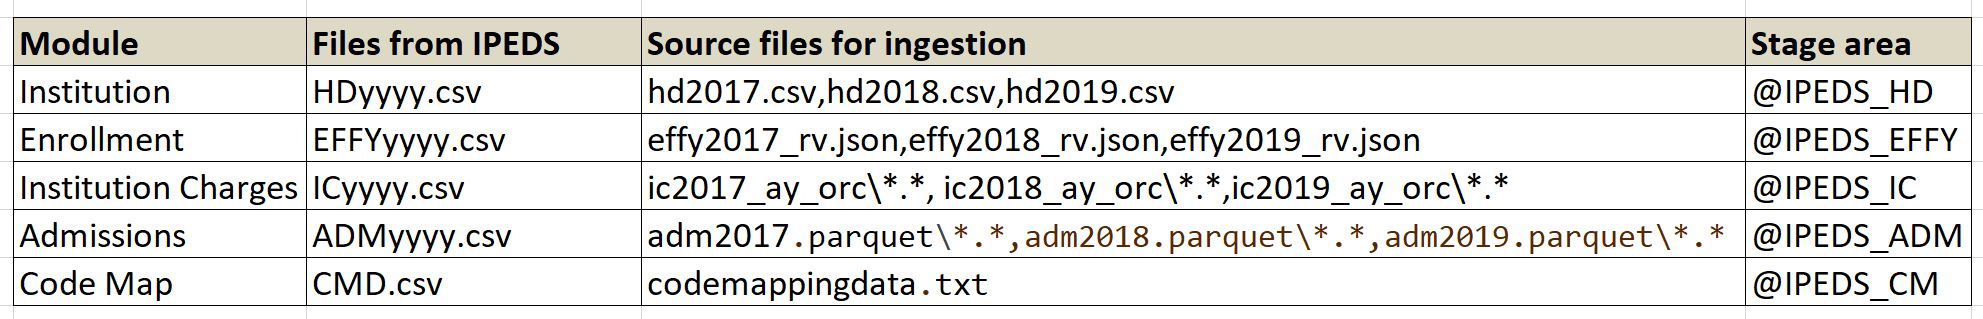 Module Files from IPEDS Source files for ingestion Stage area
Institution HDyyyy.csv hd2017.csv,hd2018.csv,hd2019.csv @IPEDS_HD
Enrollment EFFYyyyy.csv effy2017_rv.json,effy2018_rv.json,effy2019_rv.json @IPEDS_EFFY
Institution Charges ICyyyy.csv ic2017_ay_orc\*.*, ic2018_ay_orc\*.*,ic2019_ay_orc\*.* @IPEDS_IC
Admissions ADMyyyy.csv adm2017.parquet\*.*,adm2018.parquet\*.*,adm2019.parquet\*.* @IPEDS_ADM
Code Map CMD.csv codemappingdata.txt @IPEDS_CM